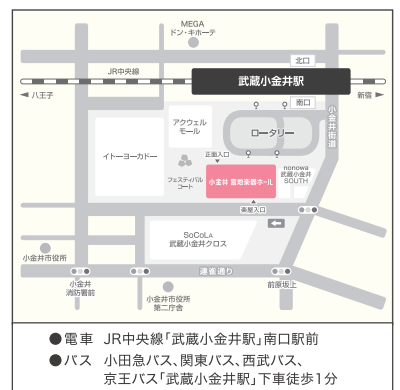 MEGA
ドン・キホーテ
北口
JR中央線
武蔵小金井駅
八王子
新宿
南口
小金井街道
アクウェル
モール
ロータリー
イトーヨーカドー
正面入口
nonowa
武蔵小金井
SOUTH
フェスティバル
コート
小金井 宮地楽器ホール
楽屋入口
SoCoLA
武蔵小金井クロス
小金井市役所
連雀通り
小金井
消防署前
前原坂上
小金井市役所
第二庁舎
●電車 JR中央線「武蔵小金井駅」南口駅前
●バス 小田急バス、関東バス、西武バス、
京王バス「武蔵小金井駅」下車徒歩1分